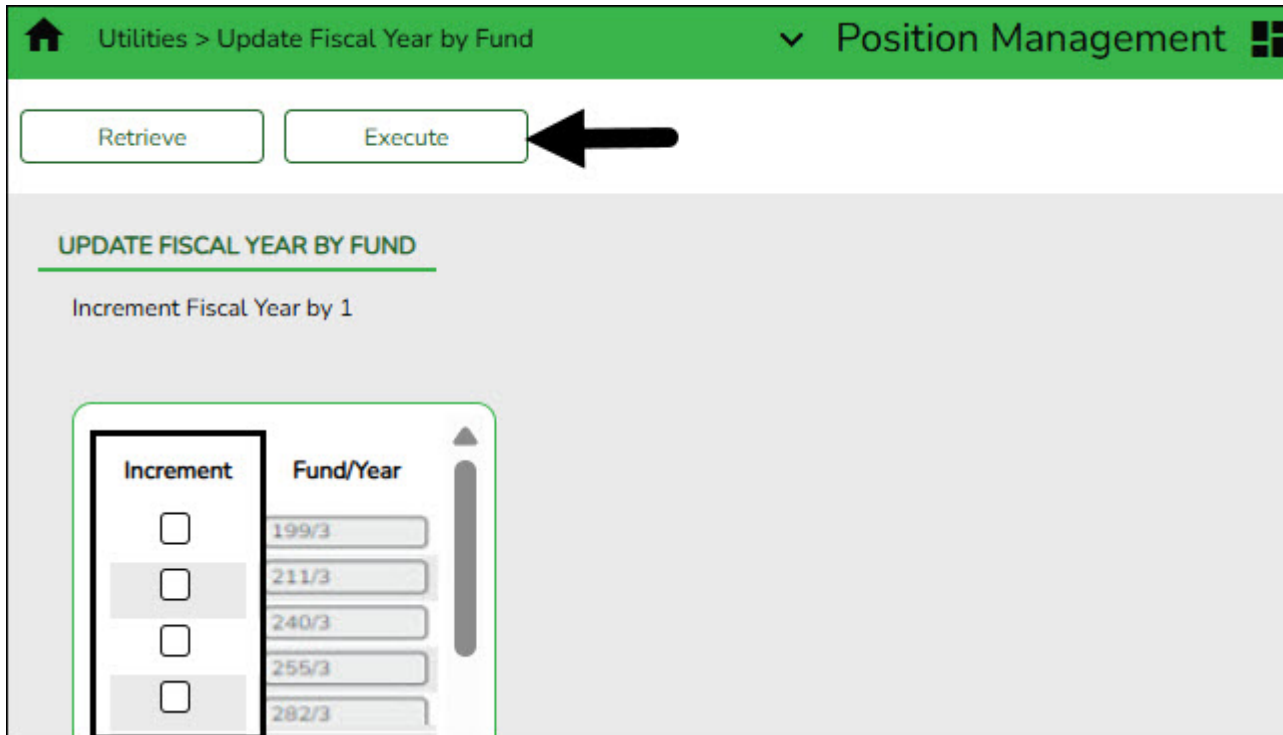 Utilities > Update Fiscal Year by Fund
Position Management
Retrieve
Execute
UPDATE FISCAL YEAR BY FUND
Increment Fiscal Year by 1
Increment
Fund/Year
199/3
211/3
240/3
255/3
282/3